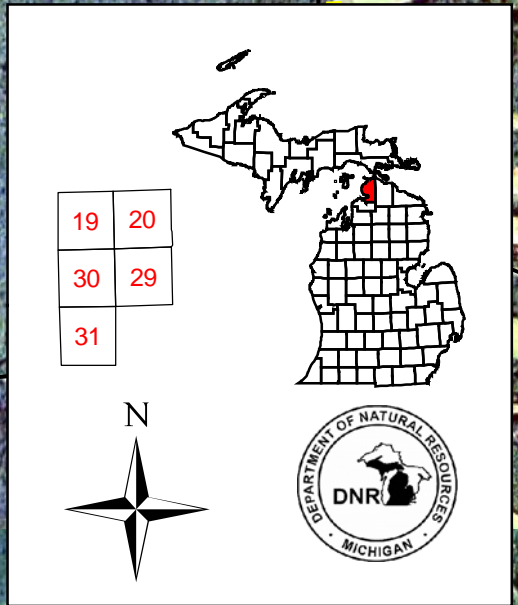 19 20
30 29
31
N
DEPARTMENT OF NATURAL RESOURCES
DNR
MICHIGAN